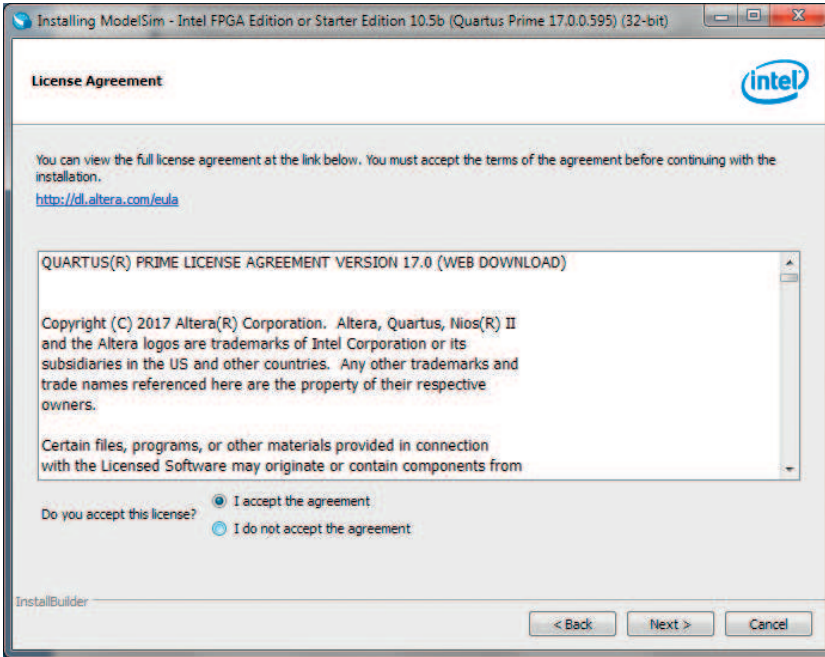 Installing ModelSim - Intel FPGA Edition or Starter Edition 10.5b (Quartus Prime 17.0.0.595) (32-bit)
License Agreement
intel
You can view the full license agreement at the link below. You must accept the terms of the agreement before continuing with the
installation.
http://dl.altera.com/eula
QUARTUS(R) PRIME LICENSE AGREEMENT VERSION 17.0 (WEB DOWNLOAD)
Copyright (C) 2017 Altera(R) Corporation.  Altera, Quartus, Nios(R) II
and the Altera logos are trademarks of Intel Corporation or its
subsidiaries in the US and other countries.  Any other trademarks and
trade names referenced here are the property of their respective
owners.
Certain files, programs, or other materials provided in connection
with the Licensed Software may originate or contain components from
Do you accept this license?
I accept the agreement
I do not accept the agreement
InstallBuilder
< Back
Next >
Cancel